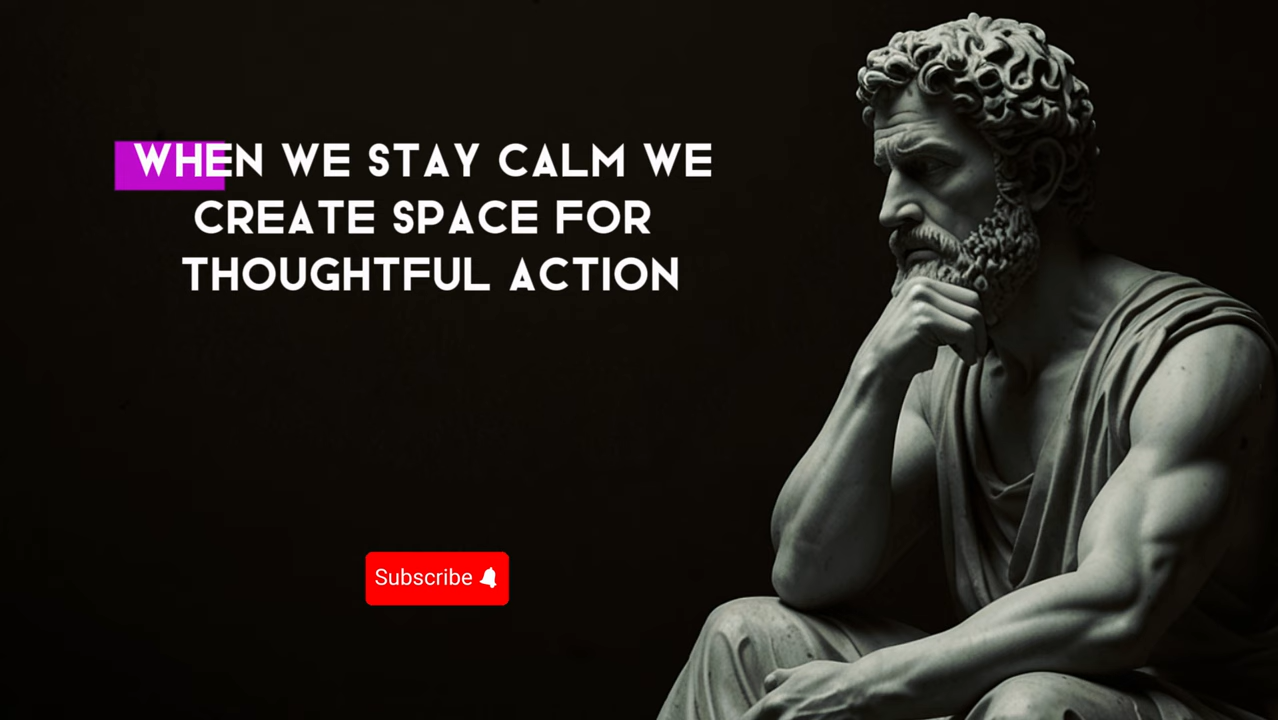 WHEN WE STAY CALM WE
CREATE SPACE FOR
THOUGHTFUL ACTION
Subscribe